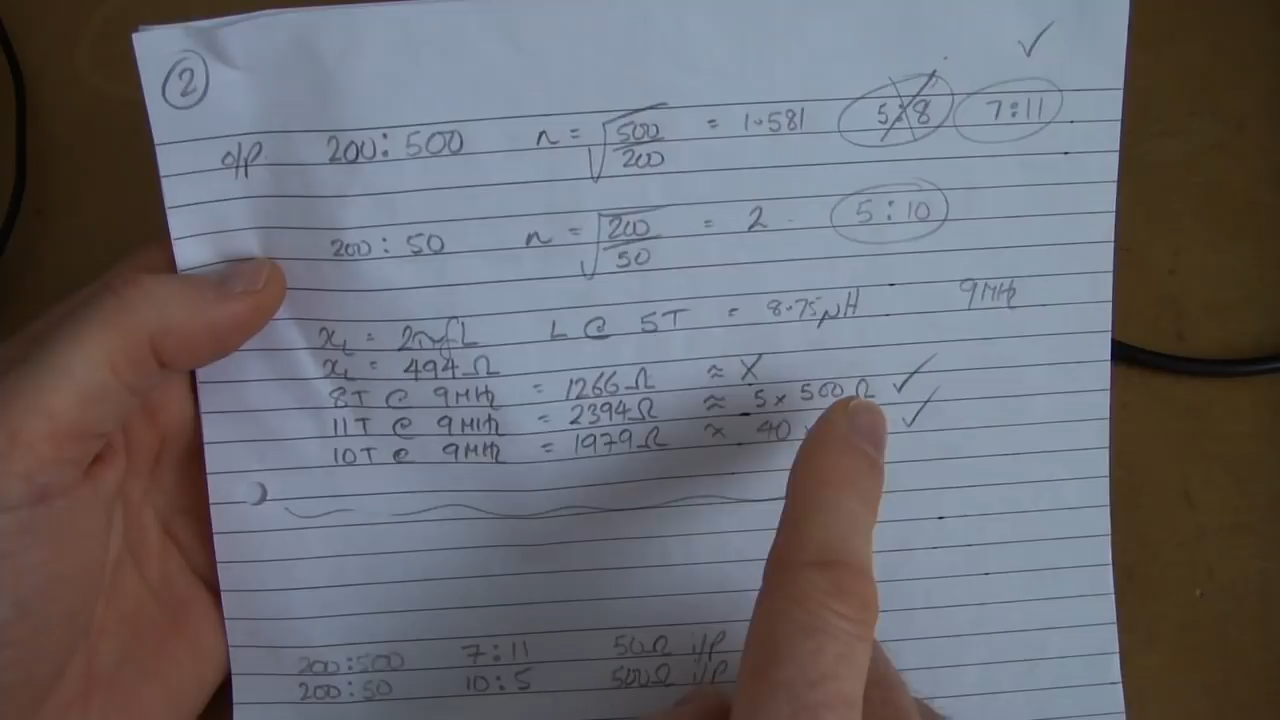 2
o/p 200:500 n = √500/200 = 1.581 5:8 7:11 ✓
200:50 n = √200/50 = 2 5:10
xL = 2πfL L @ 5T = 8.75µH 9MHz
xL = 494Ω
8T @ 9MHz = 1266Ω ≈ X
11T @ 9MHz = 2394Ω ≈ 5 x 500Ω ✓
10T @ 9MHz = 1979Ω ≈ 40 ✓
200:500 7:11 50Ω i/p
200:50 10:5 500Ω i/p